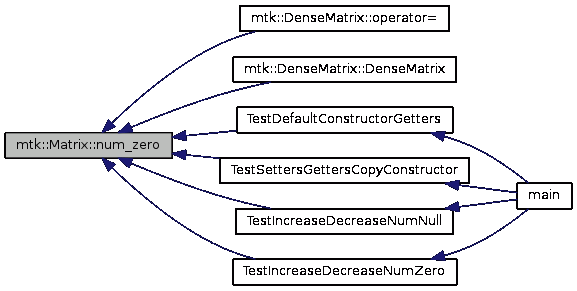 mtk::DenseMatrix::operator=
mtk::DenseMatrix::DenseMatrix
TestDefaultConstructorGetters
mtk::Matrix::num_zero
TestSettersGettersCopyConstructor
main
TestIncreaseDecreaseNumNull
TestIncreaseDecreaseNumZero